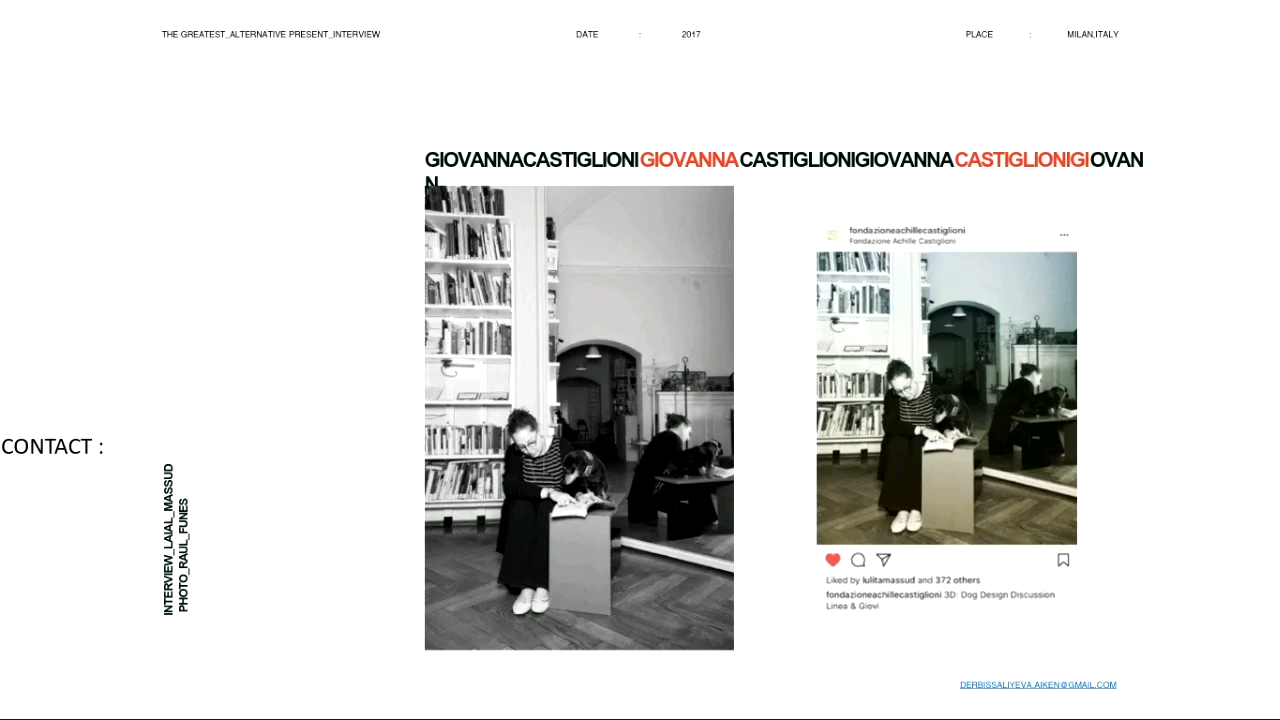 THE GREATEST_ALTERNATIVE PRESENT_INTERVIEW DATE : 2017 PLACE : MILAN,ITALY
GIOVANNACASTIGLIONIGIOVANNACASTIGLIONIGIOVANNACASTIGLIONIGIOVAN
N
fondazioneachillecastiglioni
Fondazione Achille Castiglioni
CONTACT :
INTERVIEW_LAIAL_MASSUD
PHOTO_RAUL_FUNES
Liked by lulitamassud and 372 others
fondazioneachillecastiglioni 3D: Dog Design Discussion
Linea & Giovi
DERBISSALIYEVA.AIKEN@GMAIL.COM